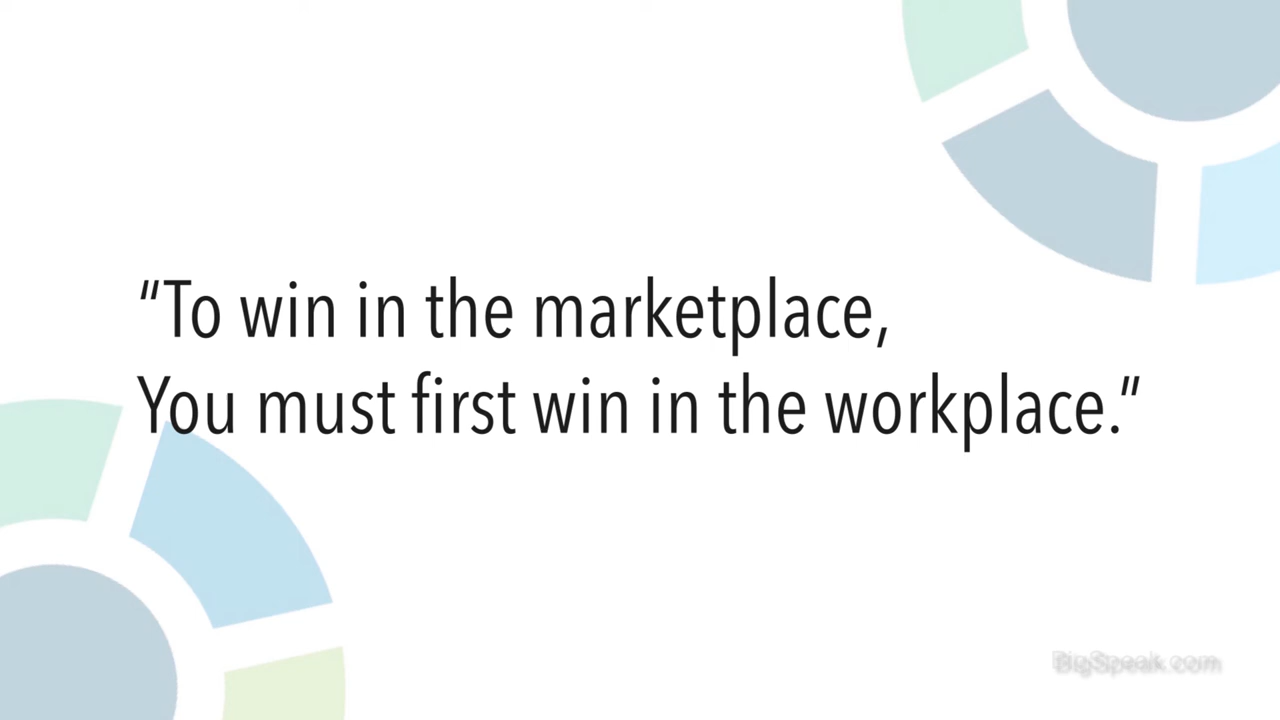 “To win in the marketplace,
You must first win in the workplace.”
BigSpeak.com